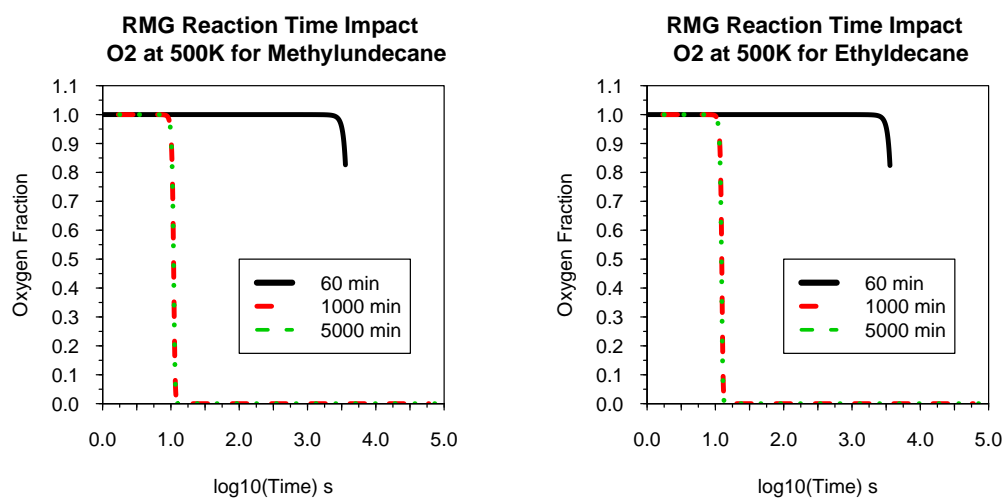 RMG Reaction Time Impact
O2 at 500K for Methylundecane
1.1
1.0
0.9
0.8
0.7
0.6
0.5
0.4
0.3
0.2
0.1
0.0
Oxygen Fraction
60 min
1000 min
5000 min
0.0 1.0 2.0 3.0 4.0 5.0
log10(Time) s
RMG Reaction Time Impact
O2 at 500K for Ethyldecane
1.1
1.0
0.9
0.8
0.7
0.6
0.5
0.4
0.3
0.2
0.1
0.0
Oxygen Fraction
60 min
1000 min
5000 min
0.0 1.0 2.0 3.0 4.0 5.0
log10(Time) s